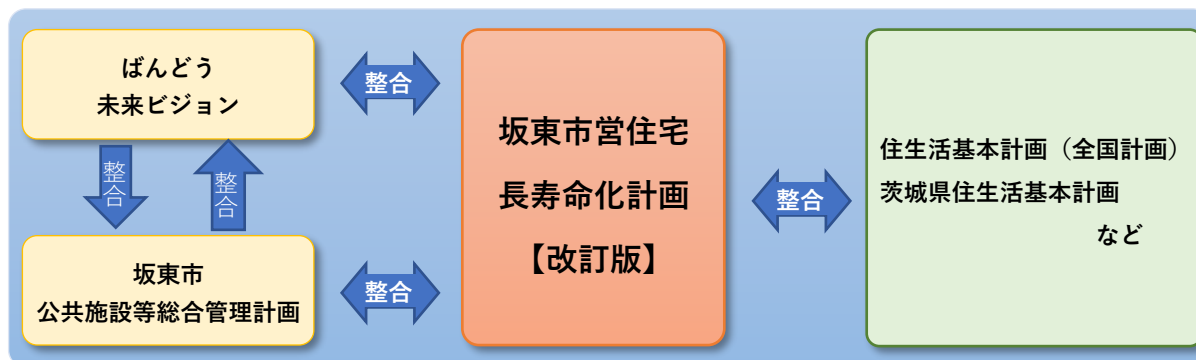 ばんどう
未来ビジョン
整合
整合
坂東市
公共施設等総合管理計画
整合
整合
坂東市営住宅
長寿命化計画
【改訂版】
整合
住生活基本計画（全国計画）
茨城県住生活基本計画
など